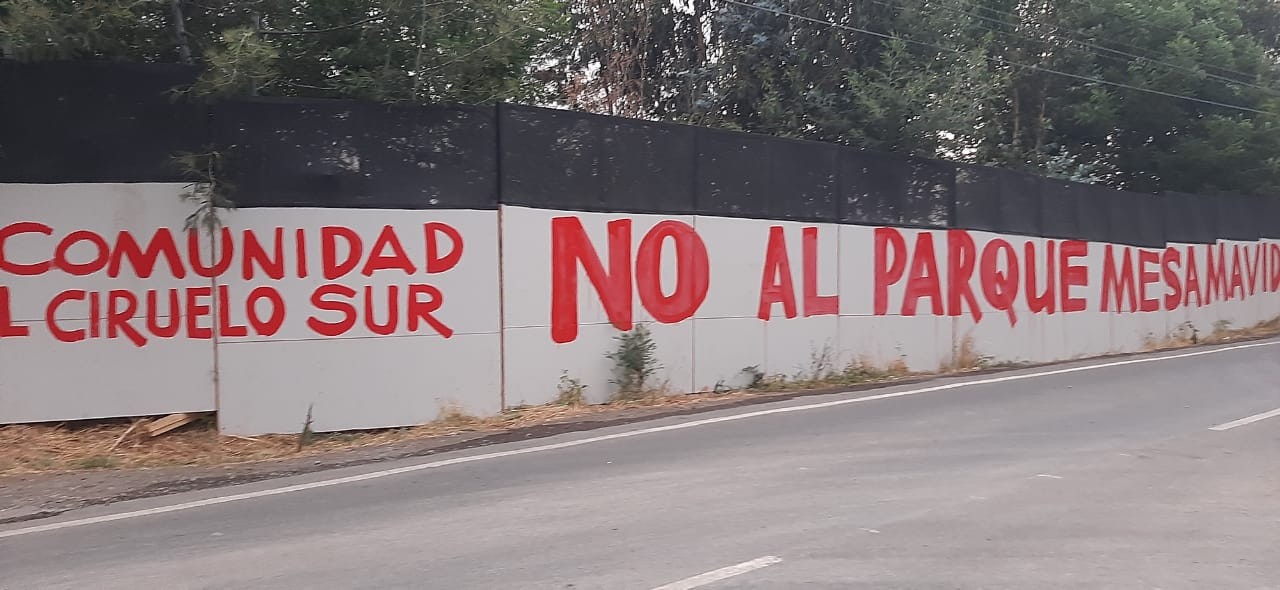 COMUNIDAD
L CIRUELO SUR
NO AL PARQUE MESAMAVID